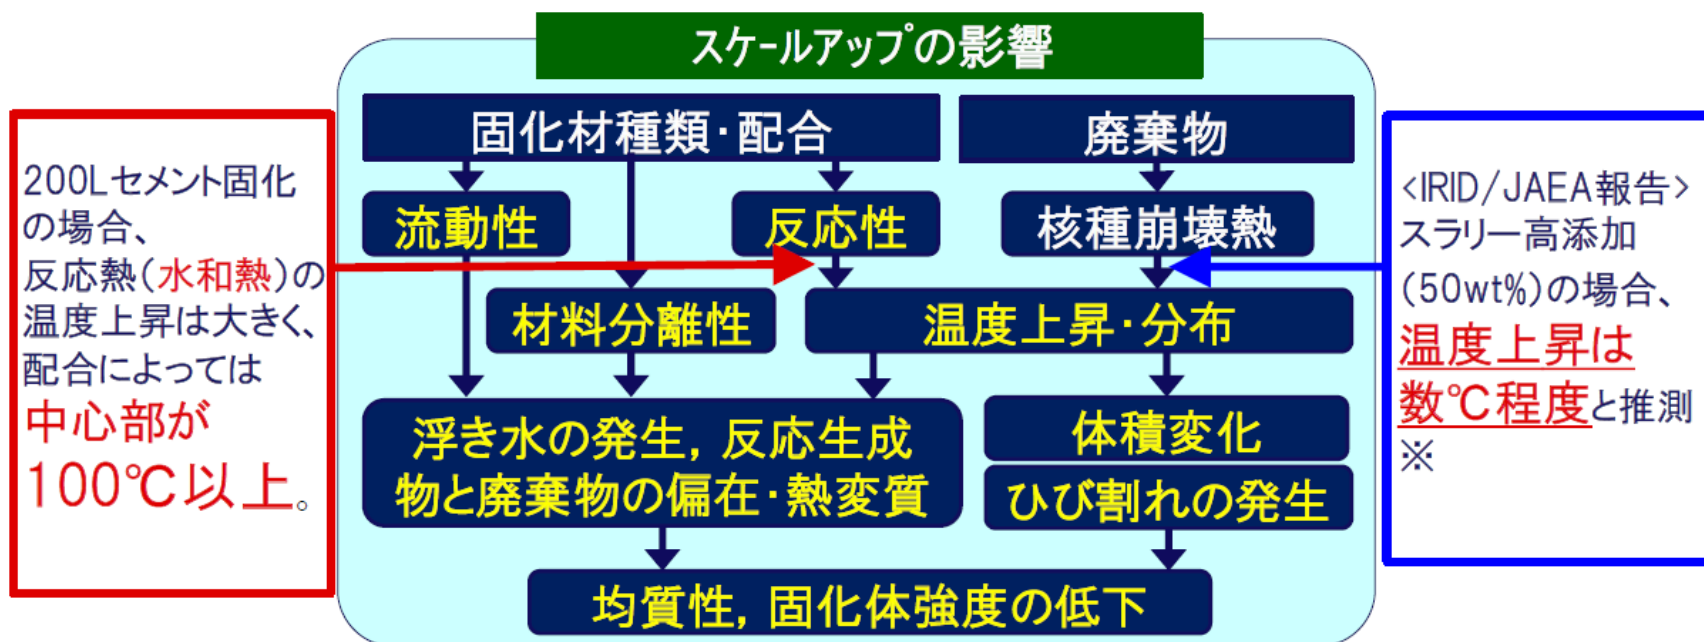 スケールアップの影響
固化材種類・配合
廃棄物
流動性
反応性
核種崩壊熱
材料分離性
温度上昇・分布
浮き水の発生，反応生成
物と廃棄物の偏在・熱変質
体積変化
ひび割れの発生
均質性，固化体強度の低下
200Lセメント固化
の場合、
反応熱（水和熱）の
温度上昇は大きく、
配合によっては
中心部が
100℃以上。
<IRID/JAEA報告>
スラリー高添加
（50wt%）の場合、
温度上昇は
数℃程度と推測
※